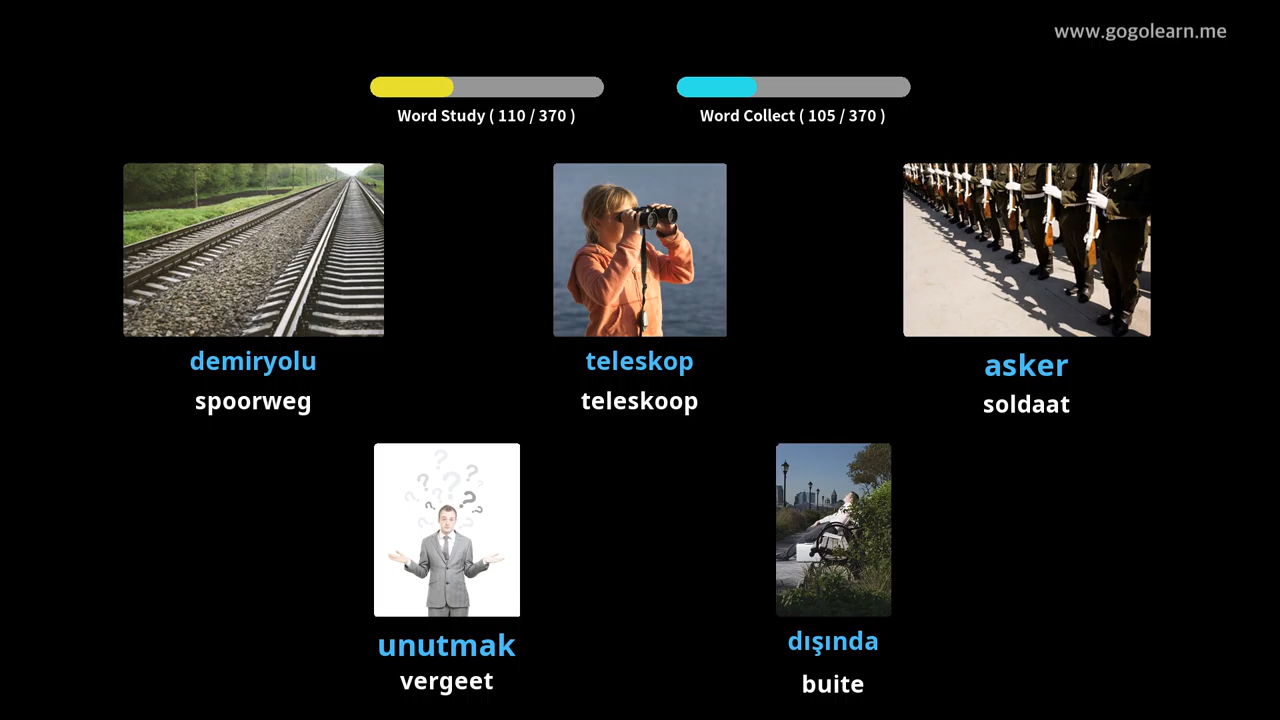 www.gogolearn.me
Word Study ( 110 / 370 )
Word Collect ( 105 / 370 )
demiryolu
spoorweg
teleskop
teleskoop
asker
soldaat
unutmak
vergeet
dışında
buite